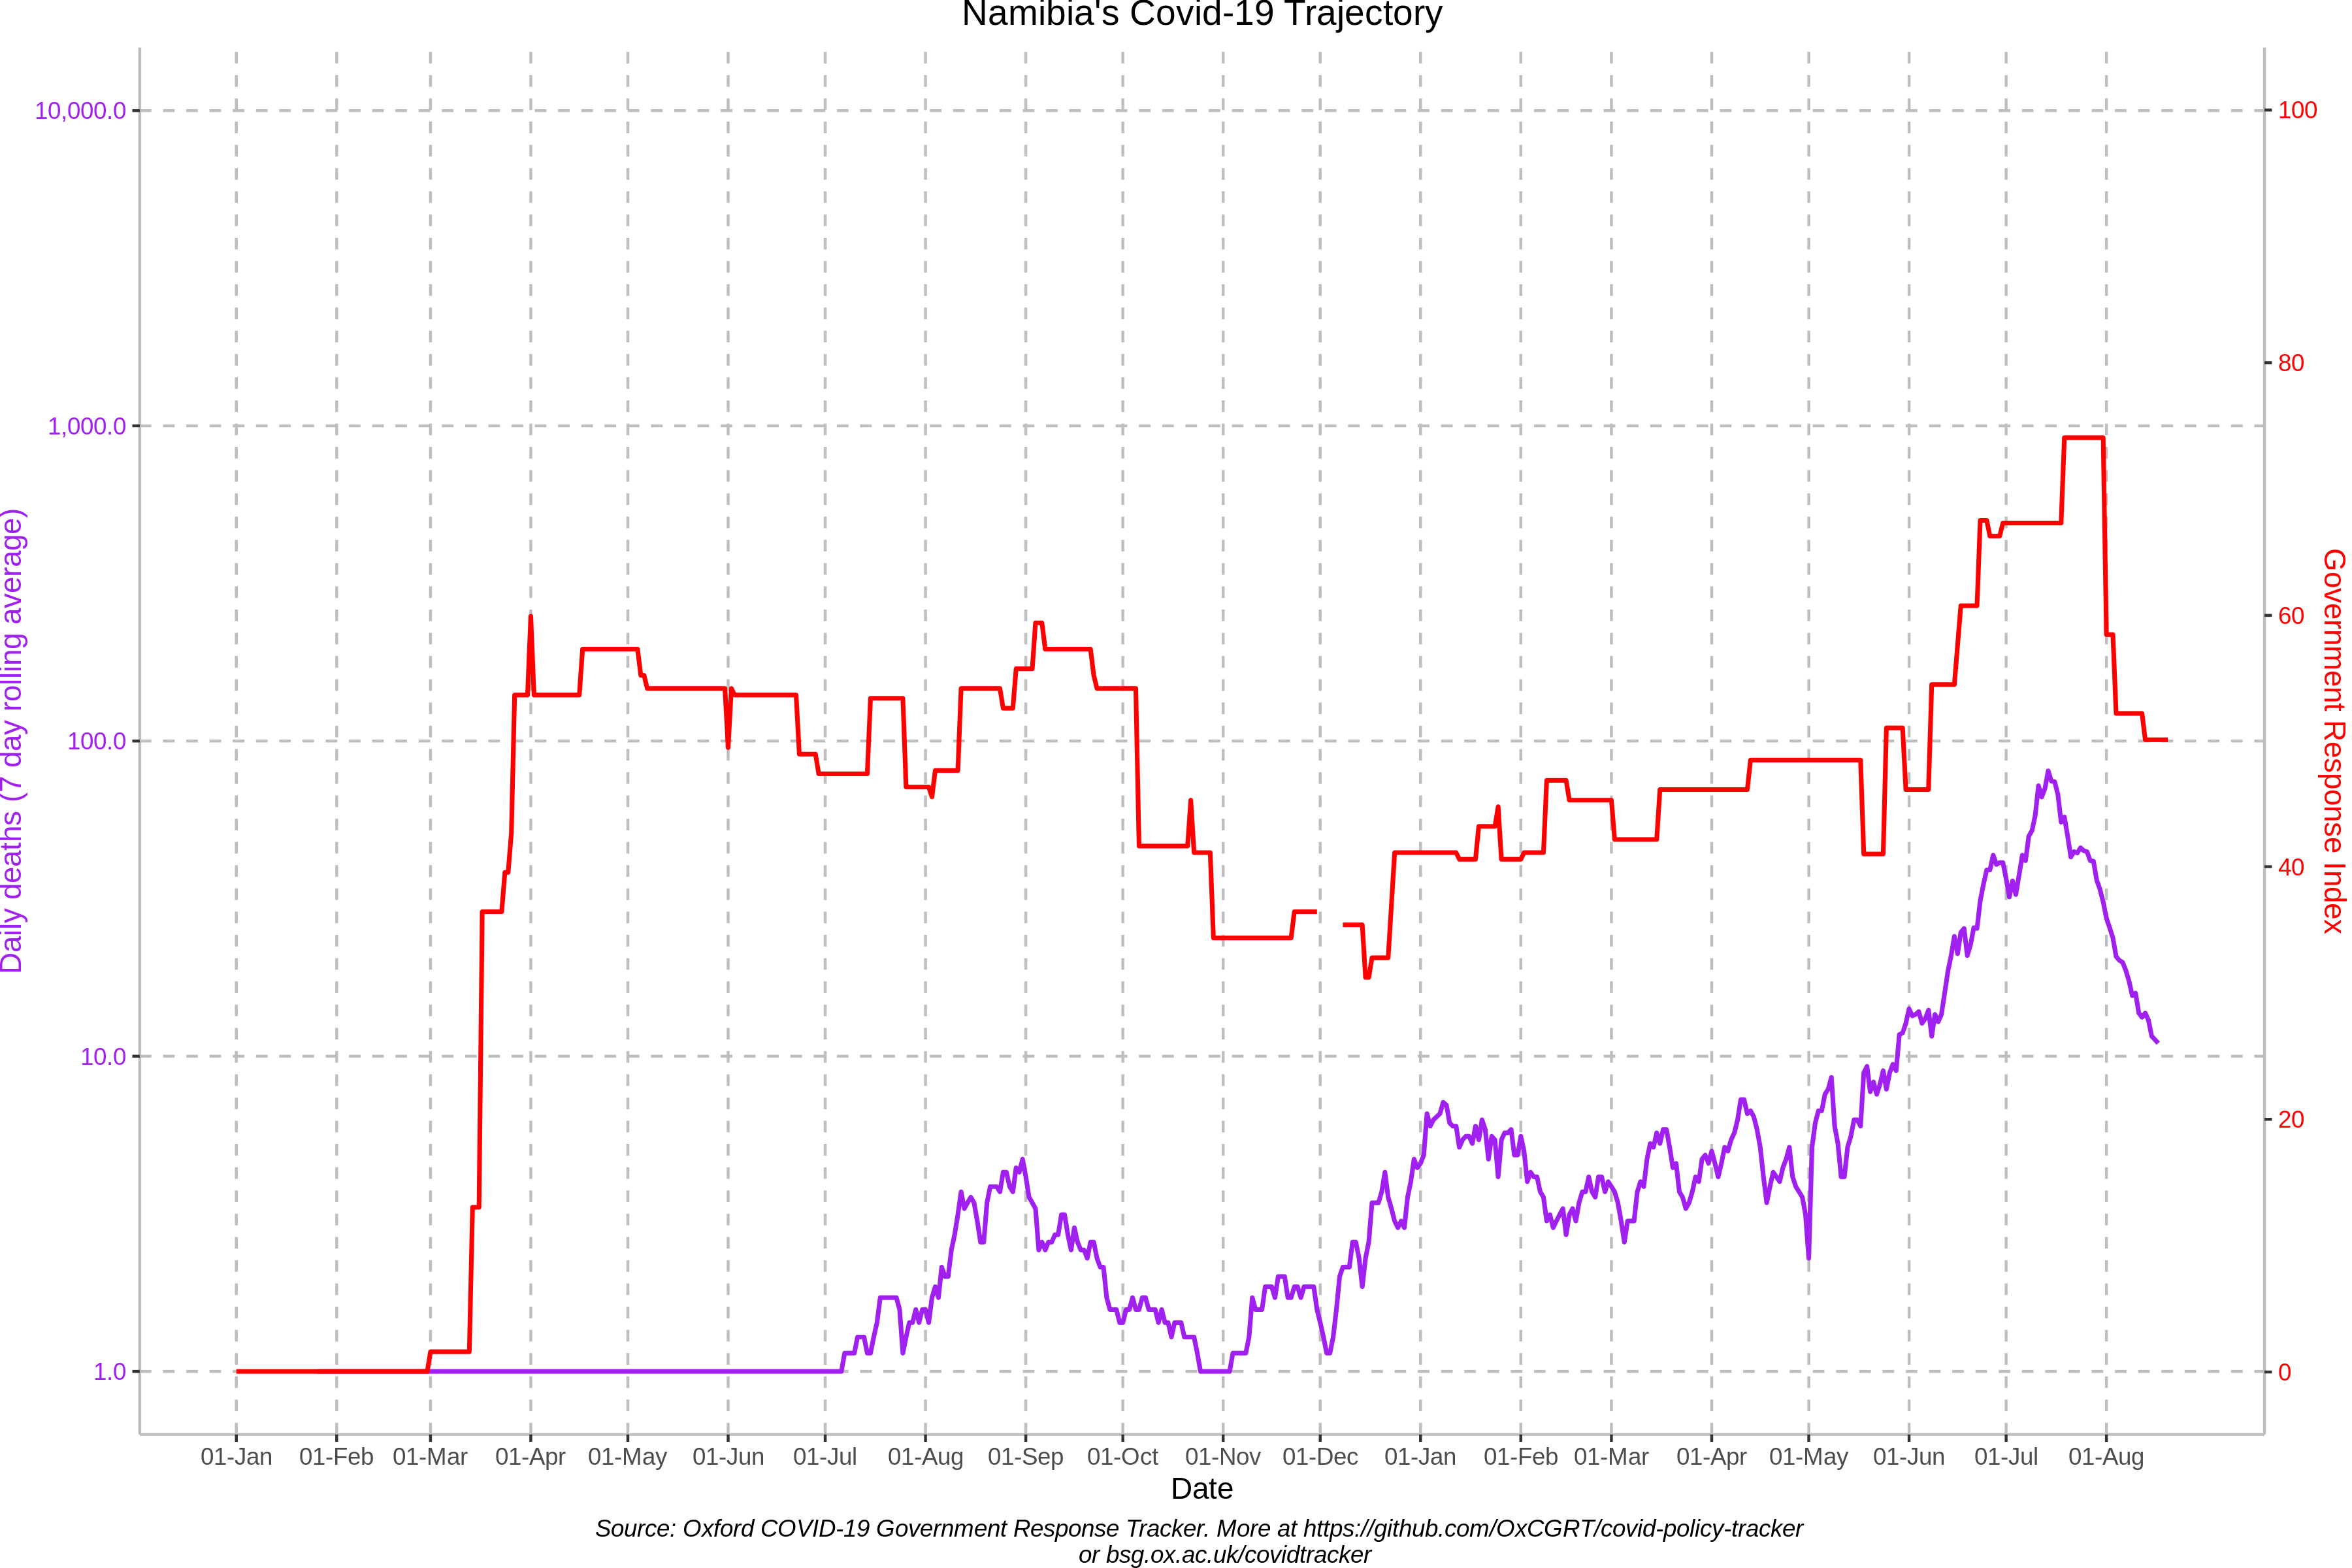 Namibia's Covid-19 Trajectory
10,000.0
1,000.0
100.0
10.0
1.0
Daily deaths (7 day rolling average)
100
80
60
40
20
0
Government Response Index
01-Jan 01-Feb 01-Mar 01-Apr 01-May 01-Jun 01-Jul 01-Aug 01-Sep 01-Oct 01-Nov 01-Dec 01-Jan 01-Feb 01-Mar 01-Apr 01-May 01-Jun 01-Jul 01-Aug
Date
Source: Oxford COVID-19 Government Response Tracker. More at https://github.com/OxCGRT/covid-policy-tracker
or bsg.ox.ac.uk/covidtracker